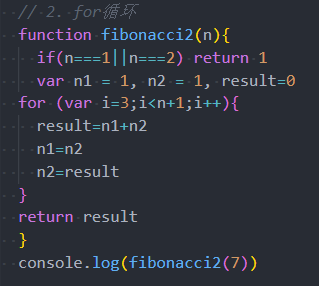 // 2. for循环
function fibonacci2(n){
if(n===1||n===2) return 1
var n1 = 1, n2 = 1, result=0
for (var i=3;i<n+1;i++){
result=n1+n2
n1=n2
n2=result
}
return result
}
console.log(fibonacci2(7))